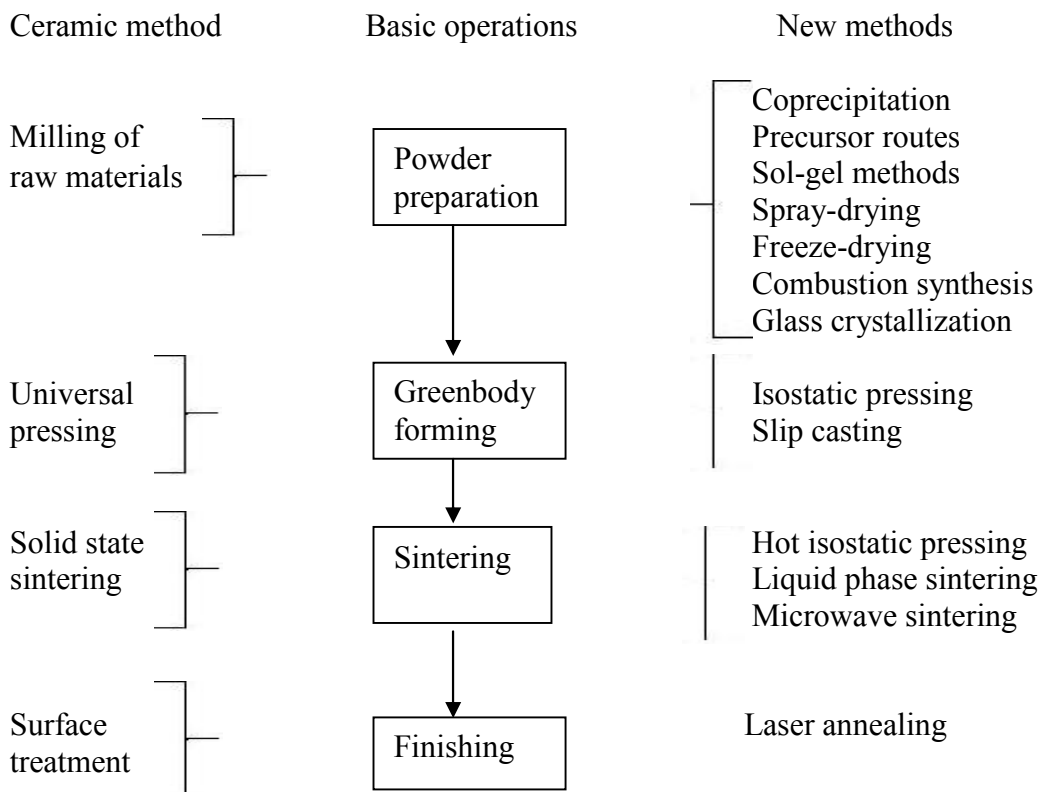 Ceramic method Basic operations New methods
Milling of
raw materials
Powder
preparation
Coprecipitation
Precursor routes
Sol-gel methods
Spray-drying
Freeze-drying
Combustion synthesis
Glass crystallization
Universal
pressing
Greenbody
forming
Isostatic pressing
Slip casting
Solid state
sintering
Sintering
Hot isostatic pressing
Liquid phase sintering
Microwave sintering
Surface
treatment
Finishing
Laser annealing